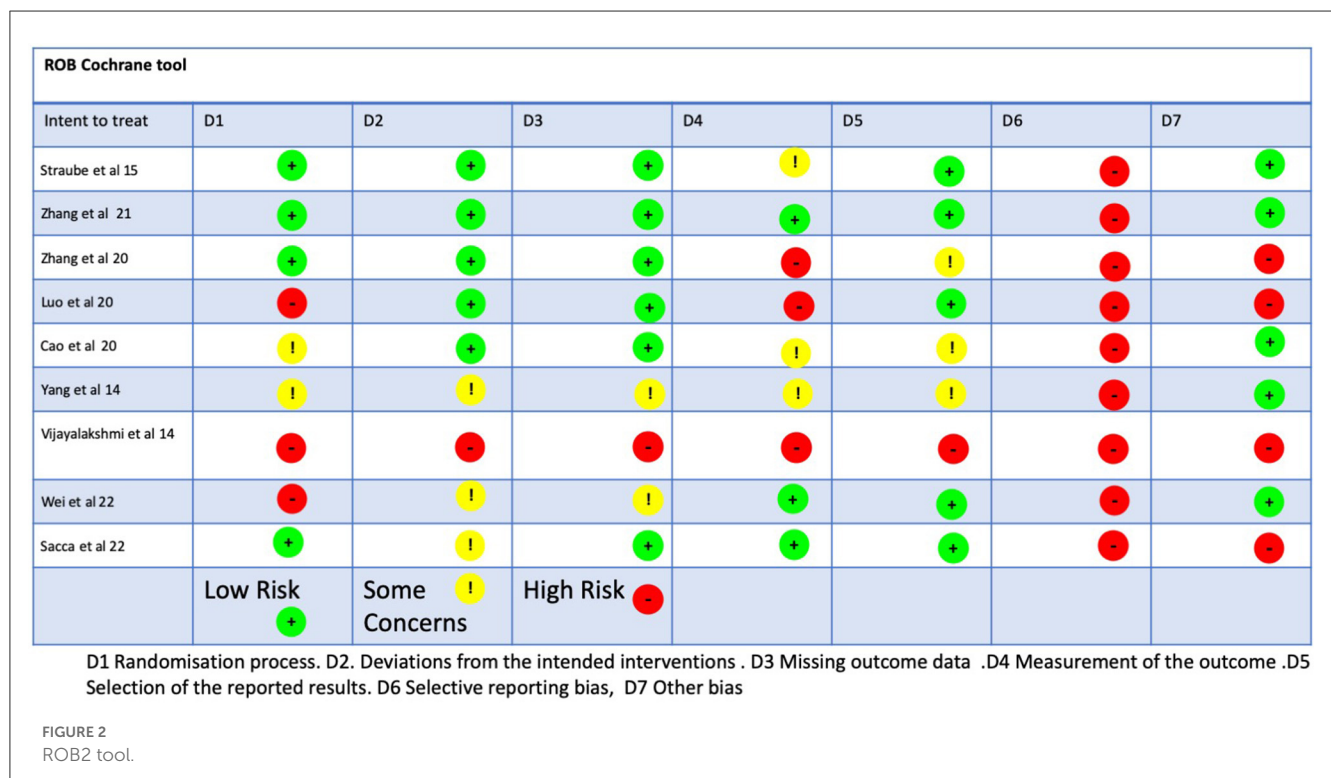 ROB Cochrane tool
Intent to treat D1 D2 D3 D4 D5 D6 D7
Straube et al 15 + + + ! + - +
Zhang et al 21 + + + + + - +
Zhang et al 20 + + + - ! - -
Luo et al 20 - + + - + - -
Cao et al 20 ! + + ! ! - +
Yang et al 14 ! ! ! ! ! - +
Vijayalakshmi et al 14 - - - - - - -
Wei et al 22 - ! ! + + - +
Sacca et al 22 + ! + + + - -
Low Risk + Some ! High Risk -
Concerns
D1 Randomisation process. D2. Deviations from the intended interventions . D3 Missing outcome data .D4 Measurement of the outcome .D5
Selection of the reported results. D6 Selective reporting bias, D7 Other bias
FIGURE 2
ROB2 tool.